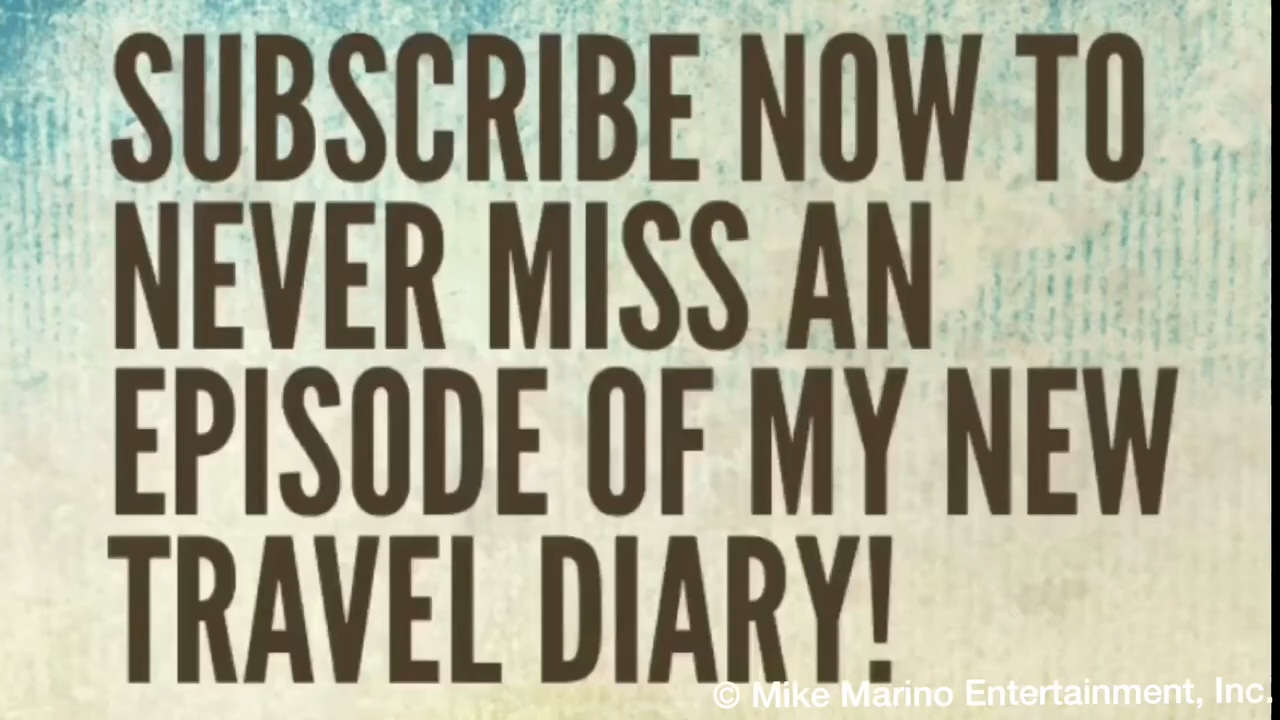 SUBSCRIBE NOW TO
NEVER MISS AN
EPISODE OF MY NEW
TRAVEL DIARY!
© Mike Marino Entertainment, Inc.